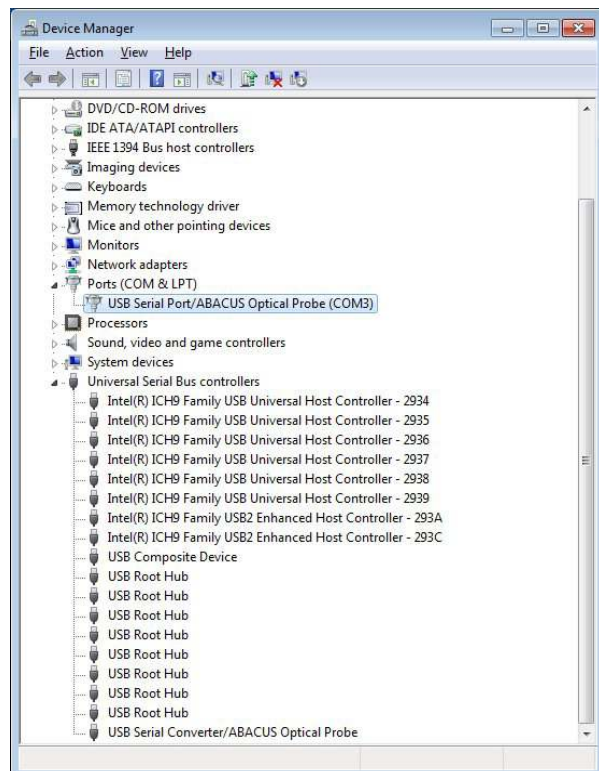 Device Manager
File Action View Help
DVD/CD-ROM drives
IDE ATA/ATAPI controllers
IEEE 1394 Bus host controllers
Imaging devices
Keyboards
Memory technology driver
Mice and other pointing devices
Monitors
Network adapters
Ports (COM & LPT)
USB Serial Port/ABACUS Optical Probe (COM3)
Processors
Sound, video and game controllers
System devices
Universal Serial Bus controllers
Intel(R) ICH9 Family USB Universal Host Controller - 2934
Intel(R) ICH9 Family USB Universal Host Controller - 2935
Intel(R) ICH9 Family USB Universal Host Controller - 2936
Intel(R) ICH9 Family USB Universal Host Controller - 2937
Intel(R) ICH9 Family USB Universal Host Controller - 2938
Intel(R) ICH9 Family USB Universal Host Controller - 2939
Intel(R) ICH9 Family USB2 Enhanced Host Controller - 293A
Intel(R) ICH9 Family USB2 Enhanced Host Controller - 293C
USB Composite Device
USB Root Hub
USB Root Hub
USB Root Hub
USB Root Hub
USB Root Hub
USB Root Hub
USB Root Hub
USB Root Hub
USB Serial Converter/ABACUS Optical Probe